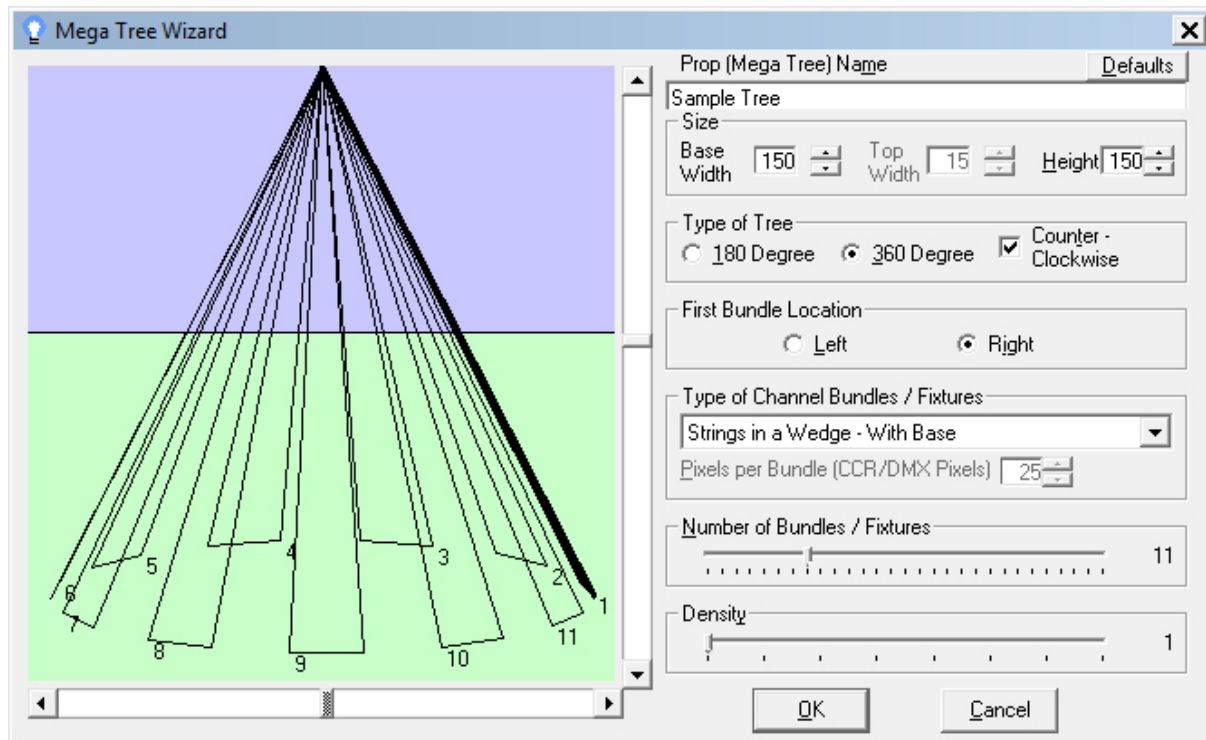 Mega Tree Wizard
Prop (Mega Tree) Name
Defaults
Sample Tree
Size
Base Width 150
Top Width 15
Height 150
Type of Tree
180 Degree
360 Degree
Counter - Clockwise
First Bundle Location
Left
Right
Type of Channel Bundles / Fixtures
Strings in a Wedge - With Base
Pixels per Bundle (CCR/DMX Pixels) 25
Number of Bundles / Fixtures
11
Density
1
OK
Cancel
4
3
5
2
6
1
7
11
8
10
9